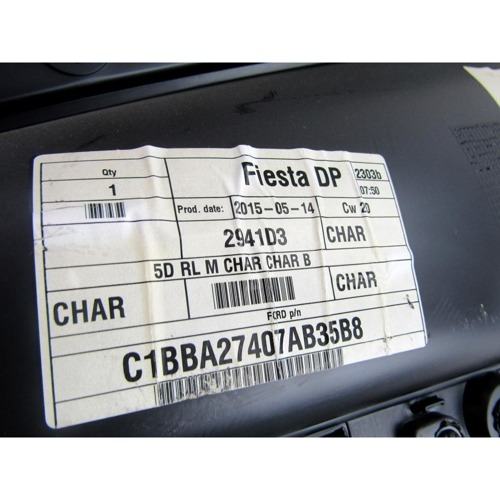 Qty
1
Fiesta DP
2303b
07:50
Prod. date: 2015-05-14 Cw 20
2941D3
CHAR
5D RL M CHAR CHAR B
CHAR
CHAR
FORD p/n
C1BBA27407AB35B8